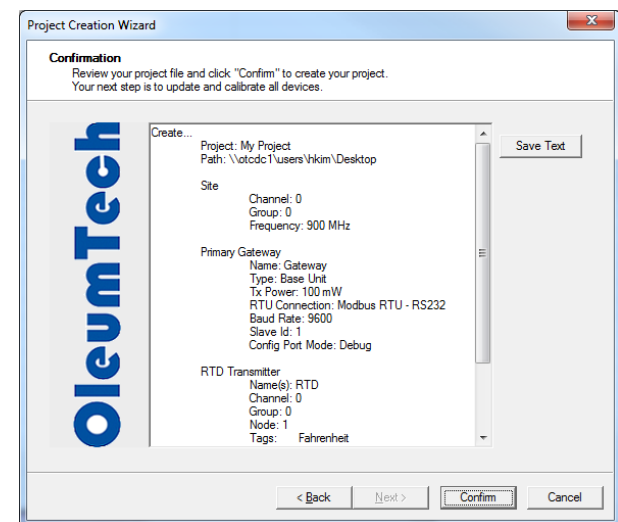 Project Creation Wizard
Confirmation
Review your project file and click "Confirm" to create your project.
Your next step is to update and calibrate all devices.
OleumTech
Create...
Project: My Project
Path: \\otcdc1\users\hkim\Desktop
Site
Channel: 0
Group: 0
Frequency: 900 MHz
Primary Gateway
Name: Gateway
Type: Base Unit
Tx Power: 100 mW
RTU Connection: Modbus RTU - RS232
Baud Rate: 9600
Slave Id: 1
Config Port Mode: Debug
RTD Transmitter
Name(s): RTD
Channel: 0
Group: 0
Node: 1
Tags: Fahrenheit
Save Text
< Back
Next >
Confirm
Cancel